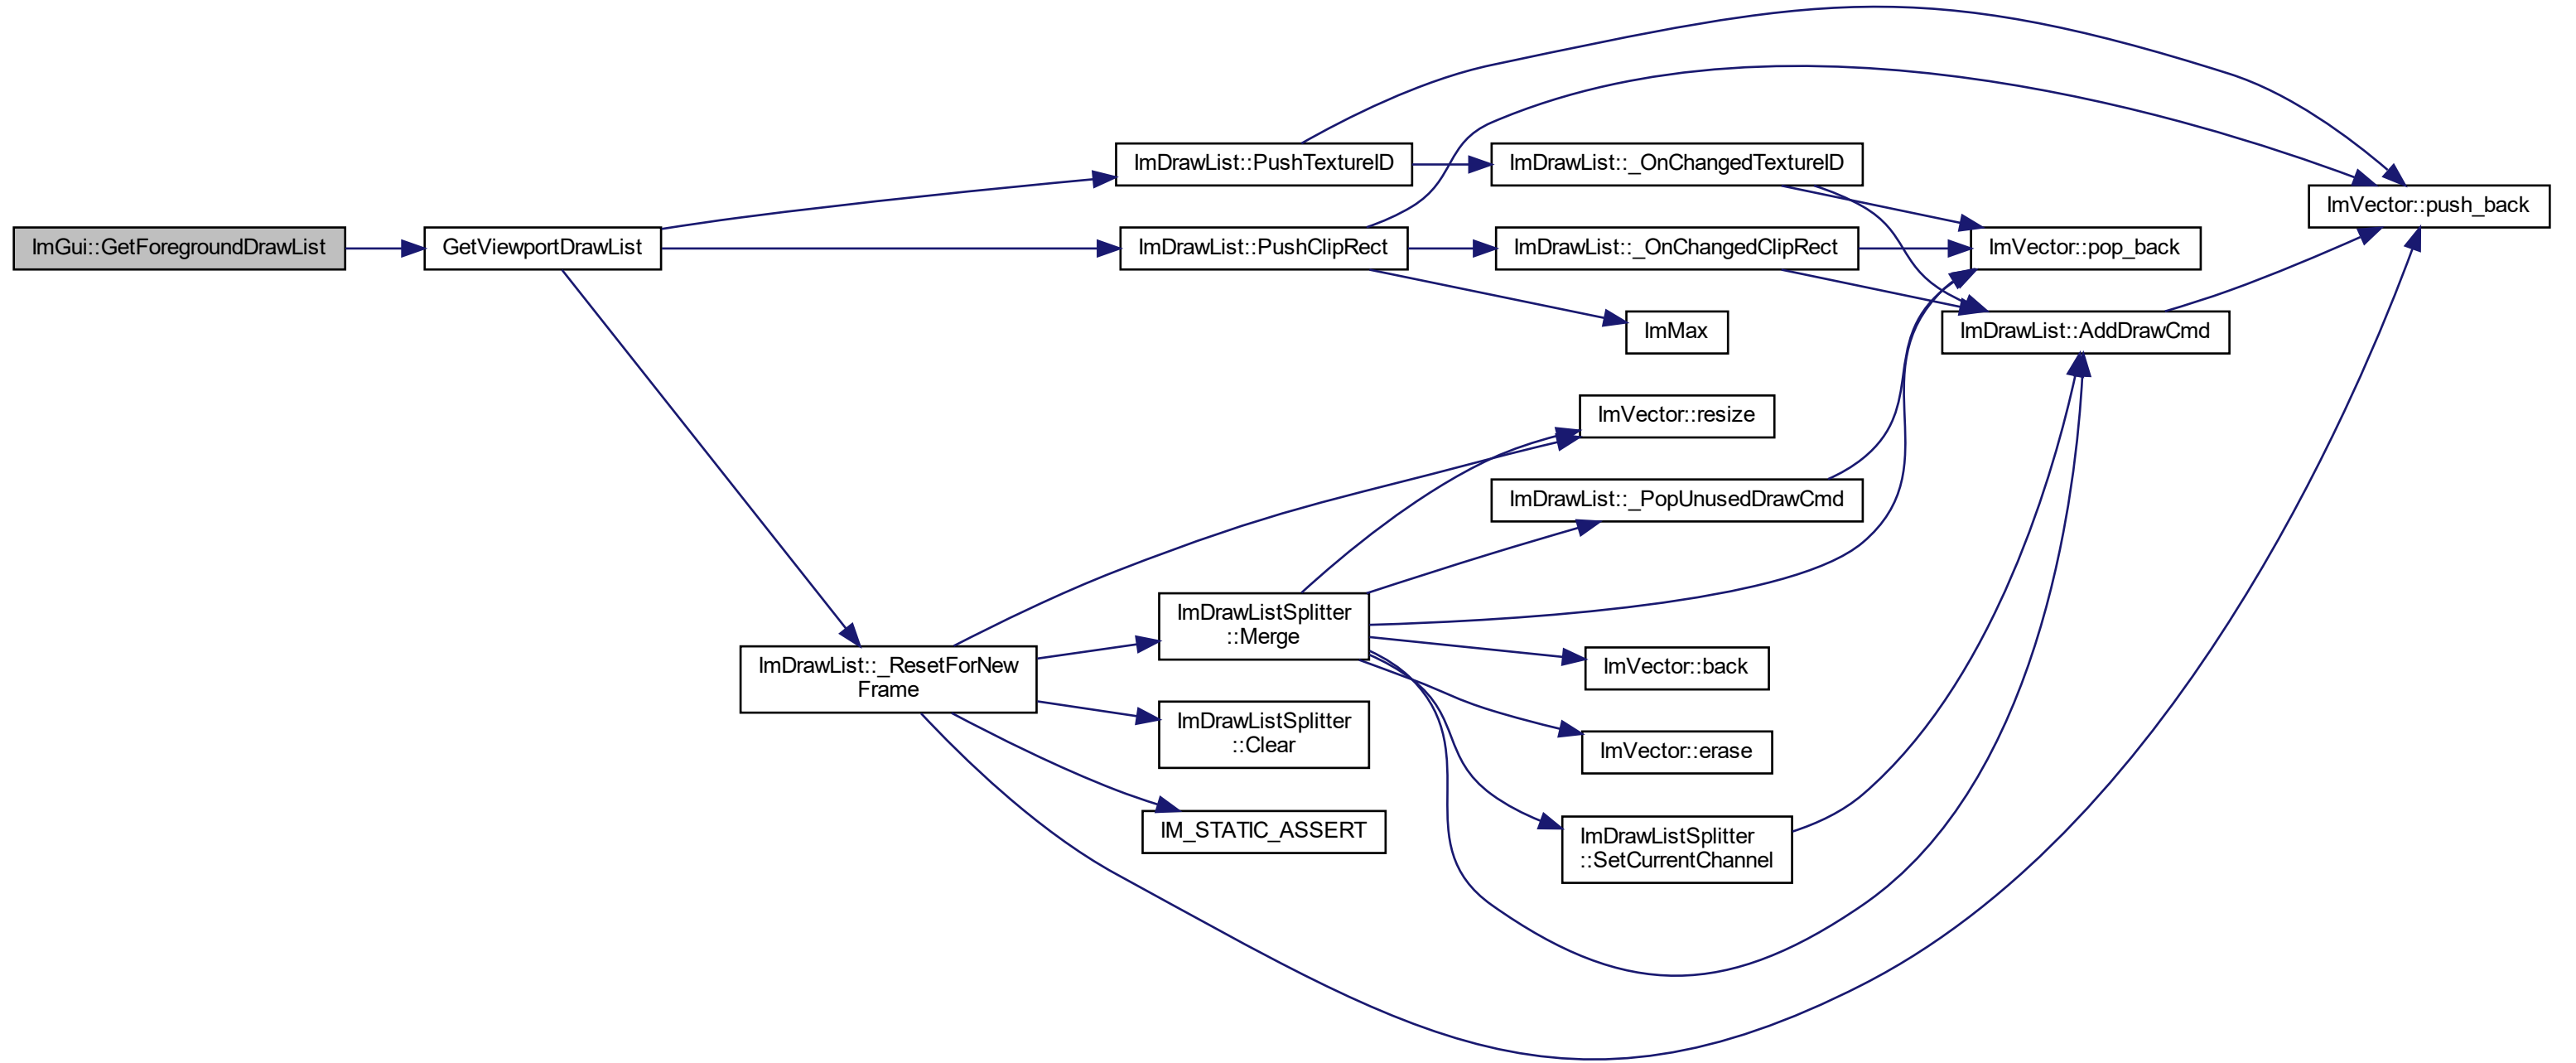 ImGui::GetForegroundDrawList
GetViewportDrawList
ImDrawList::PushTextureID
ImDrawList::_OnChangedTextureID
ImVector::push_back
ImDrawList::PushClipRect
ImDrawList::_OnChangedClipRect
ImVector::pop_back
ImMax
ImDrawList::AddDrawCmd
ImVector::resize
ImDrawList::_PopUnusedDrawCmd
ImDrawList::_ResetForNew
Frame
ImDrawListSplitter
::Merge
ImVector::back
ImDrawListSplitter
::Clear
ImVector::erase
IM_STATIC_ASSERT
ImDrawListSplitter
::SetCurrentChannel